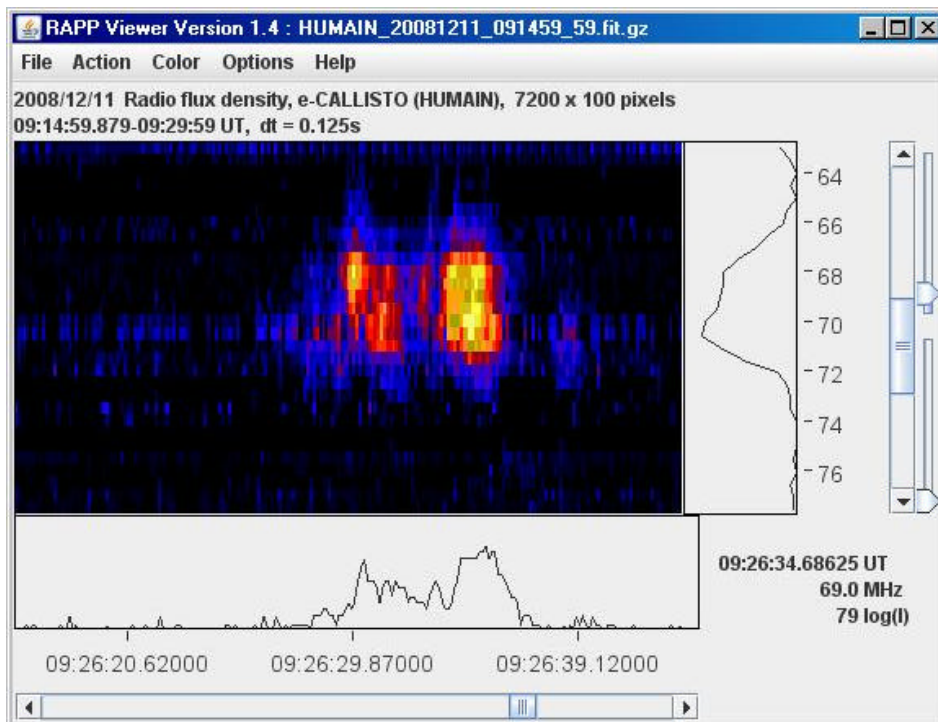 RAPP Viewer Version 1.4 : HUMAIN_20081211_091459_59.fit.gz
File Action Color Options Help
2008/12/11 Radio flux density, e-CALLISTO (HUMAIN), 7200 x 100 pixels
09:14:59.879-09:29:59 UT, dt = 0.125s
64
66
68
70
72
74
76
09:26:34.68625 UT
69.0 MHz
79 log(I)
09:26:20.62000 09:26:29.87000 09:26:39.12000